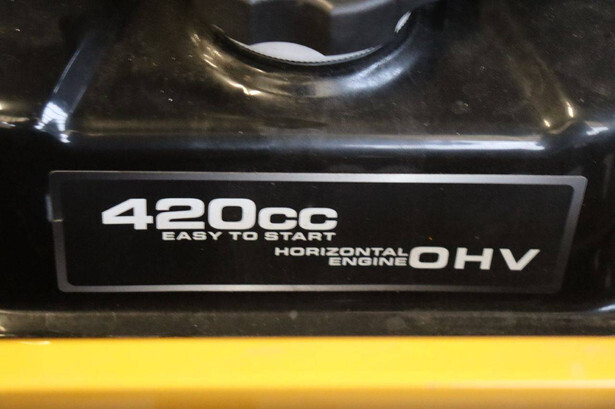 420cc
EASY TO START
HORIZONTAL
ENGINE OHV